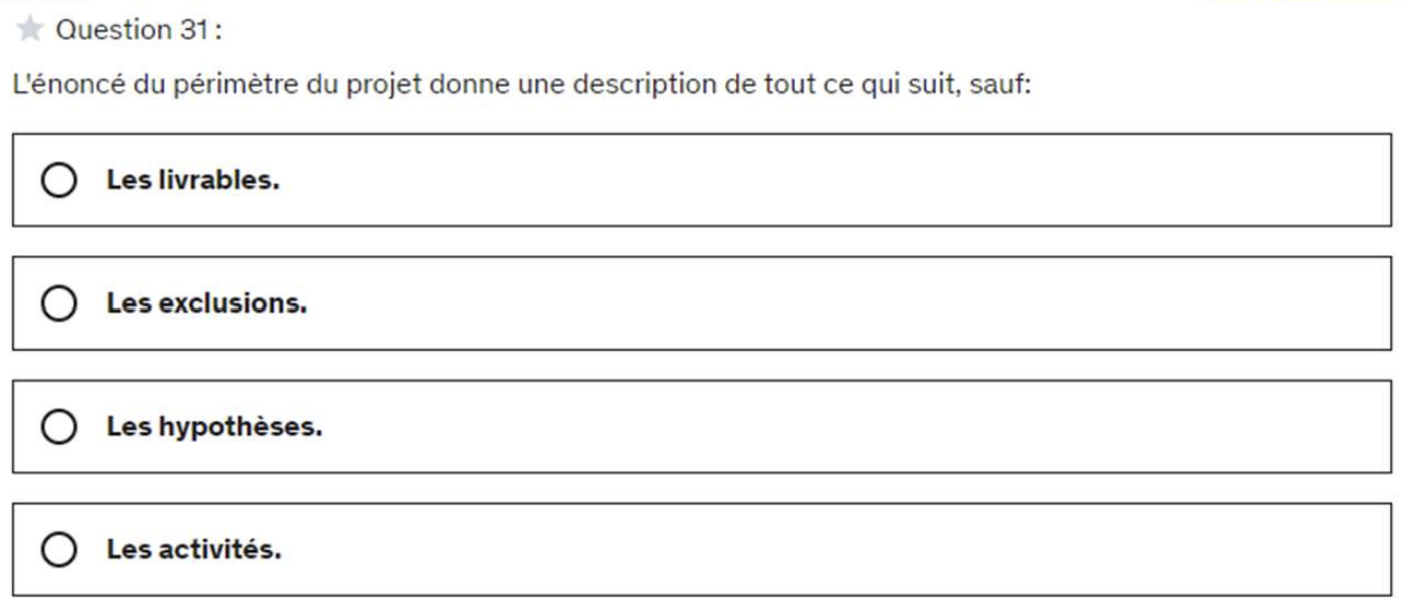 Question 31 :
L'énoncé du périmètre du projet donne une description de tout ce qui suit, sauf:
Les livrables.
Les exclusions.
Les hypothèses.
Les activités.